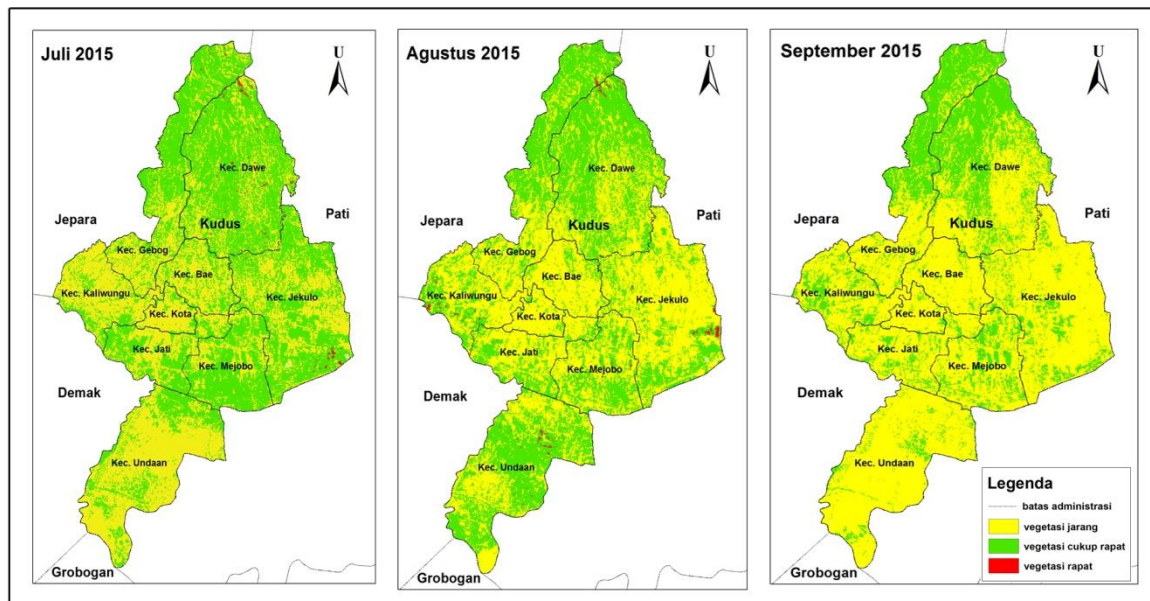 Juli 2015
U
Kec. Dawe
Jepara
Pati
Kudus
Kec. Gebog
Kec. Bae
Kec. Kaliwungu
Kec. Jekulo
Kec. Kota
Kec. Jati
Kec. Mejobo
Demak
Kec. Undaan
Grobogan
Agustus 2015
U
Kec. Dawe
Jepara
Pati
Kudus
Kec. Gebog
Kec. Bae
Kec. Kaliwungu
Kec. Jekulo
Kec. Kota
Kec. Jati
Kec. Mejobo
Demak
Kec. Undaan
Grobogan
September 2015
U
Kec. Dawe
Jepara
Pati
Kudus
Kec. Gebog
Kec. Bae
Kec. Kaliwungu
Kec. Jekulo
Kec. Kota
Kec. Jati
Kec. Mejobo
Demak
Kec. Undaan
Grobogan
Legenda
batas administrasi
vegetasi jarang
vegetasi cukup rapat
vegetasi rapat